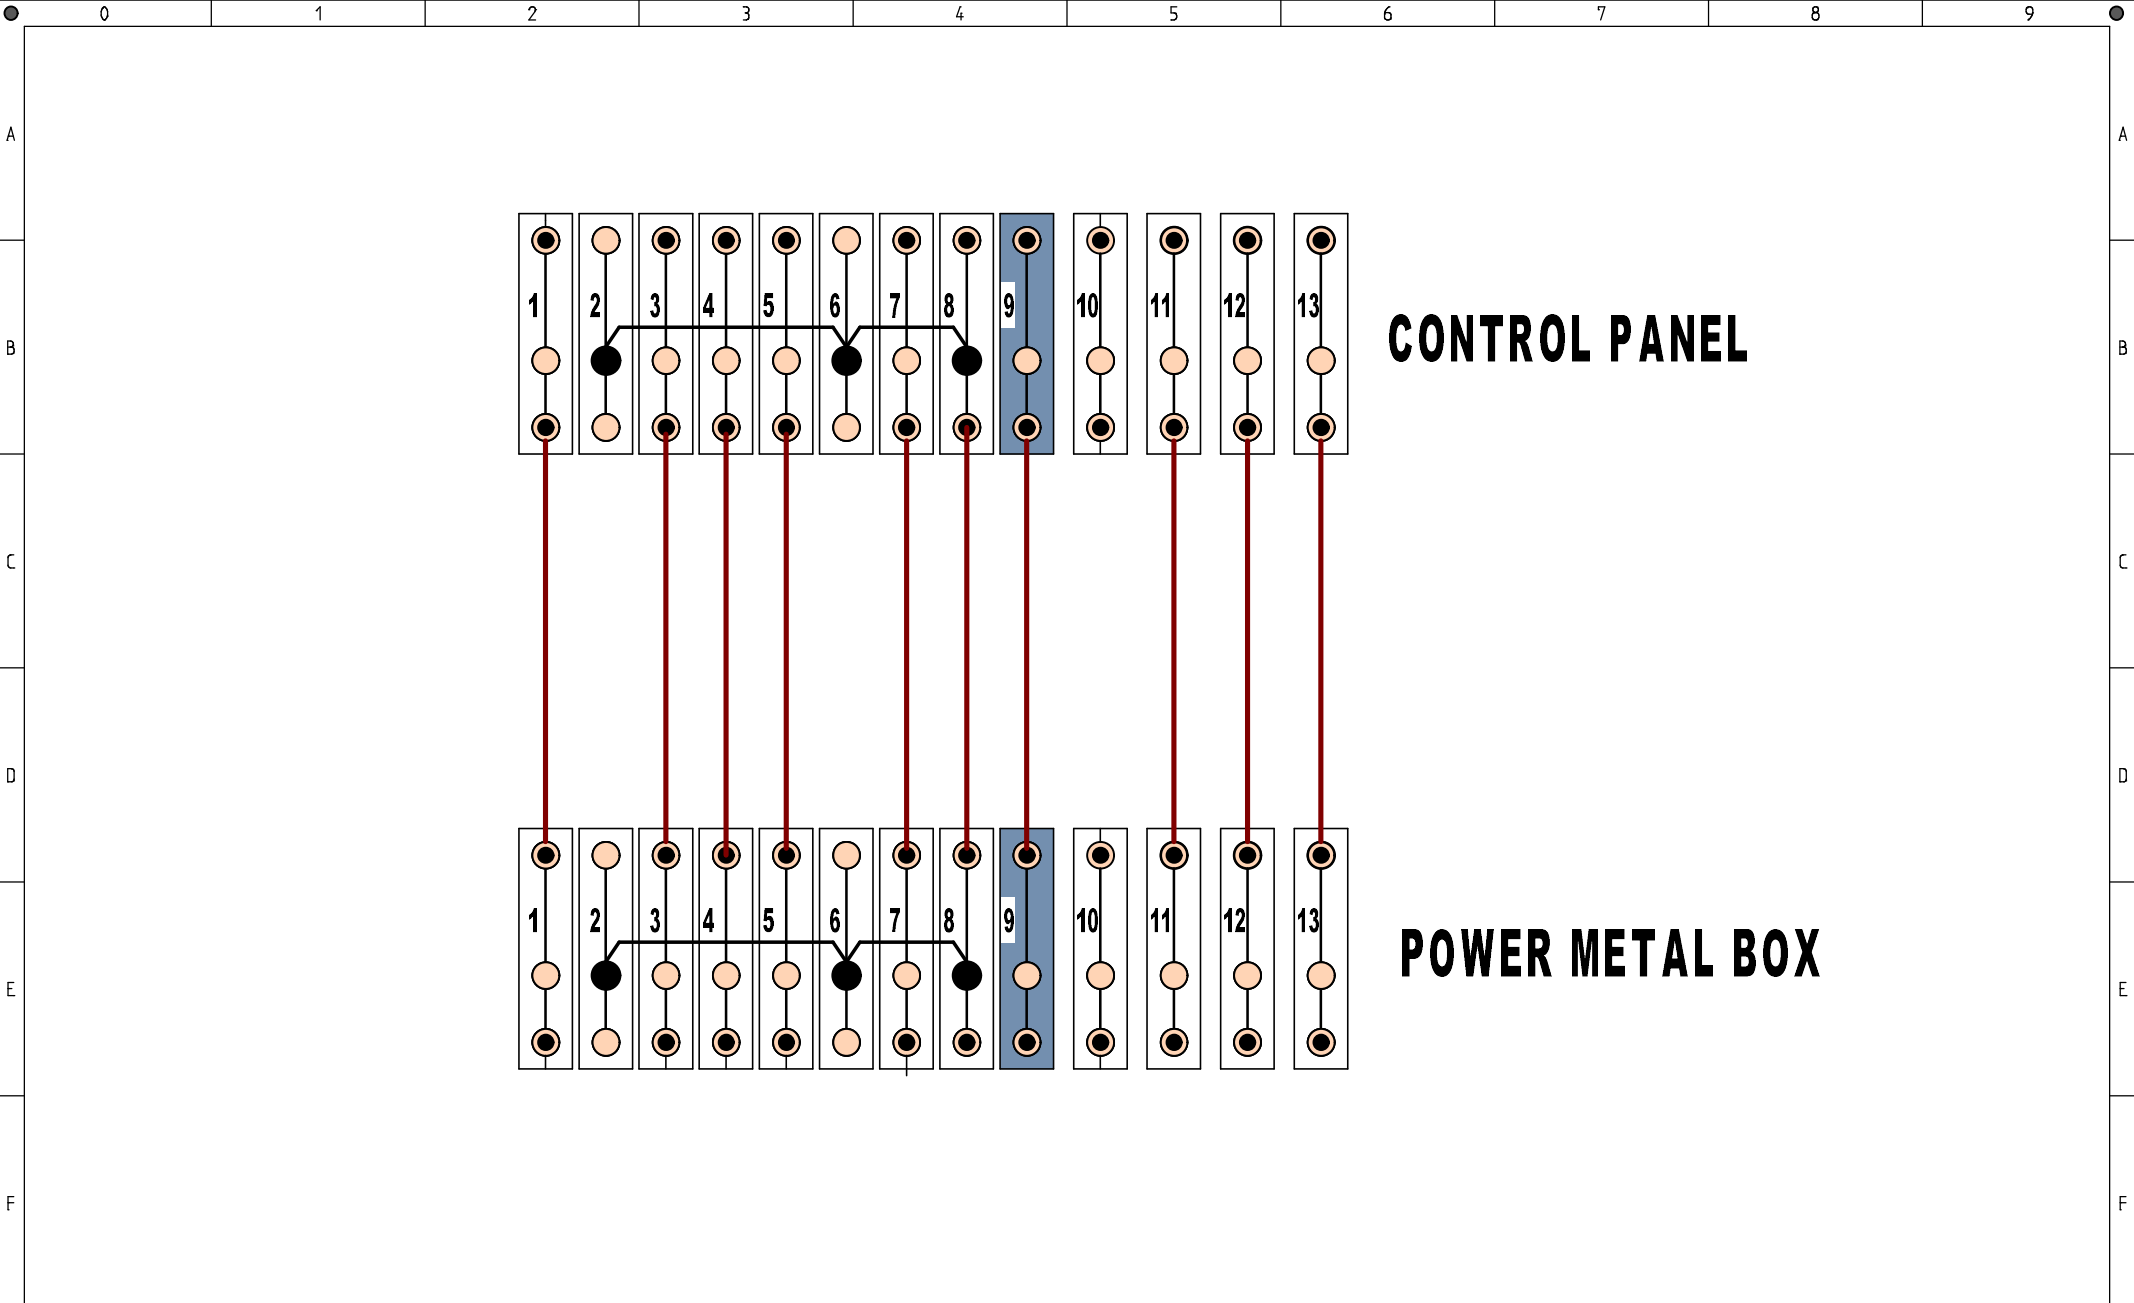 0 1 2 3 4 5 6 7 8 9
A A
1 2 3 4 5 6 7 8 9 10 11 12 13
CONTROL PANEL
B B
C C
D D
1 2 3 4 5 6 7 8 9 10 11 12 13
POWER METAL BOX
E E
F F